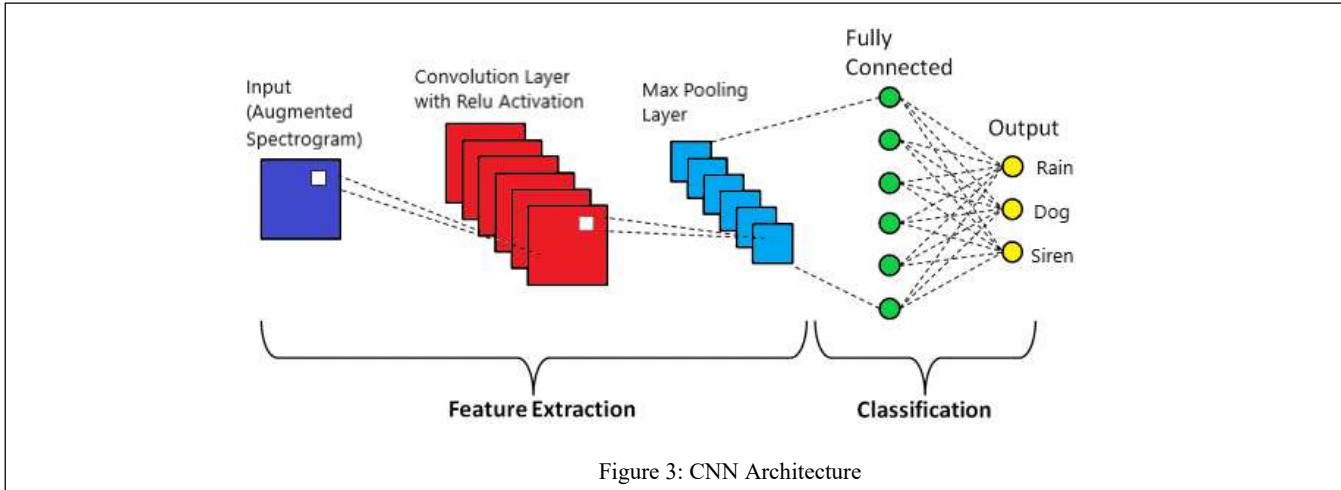 Input
(Augmented
Spectrogram)
Convolution Layer
with Relu Activation
Max Pooling
Layer
Fully
Connected
Output
Rain
Dog
Siren
Feature Extraction
Classification
Figure 3: CNN Architecture